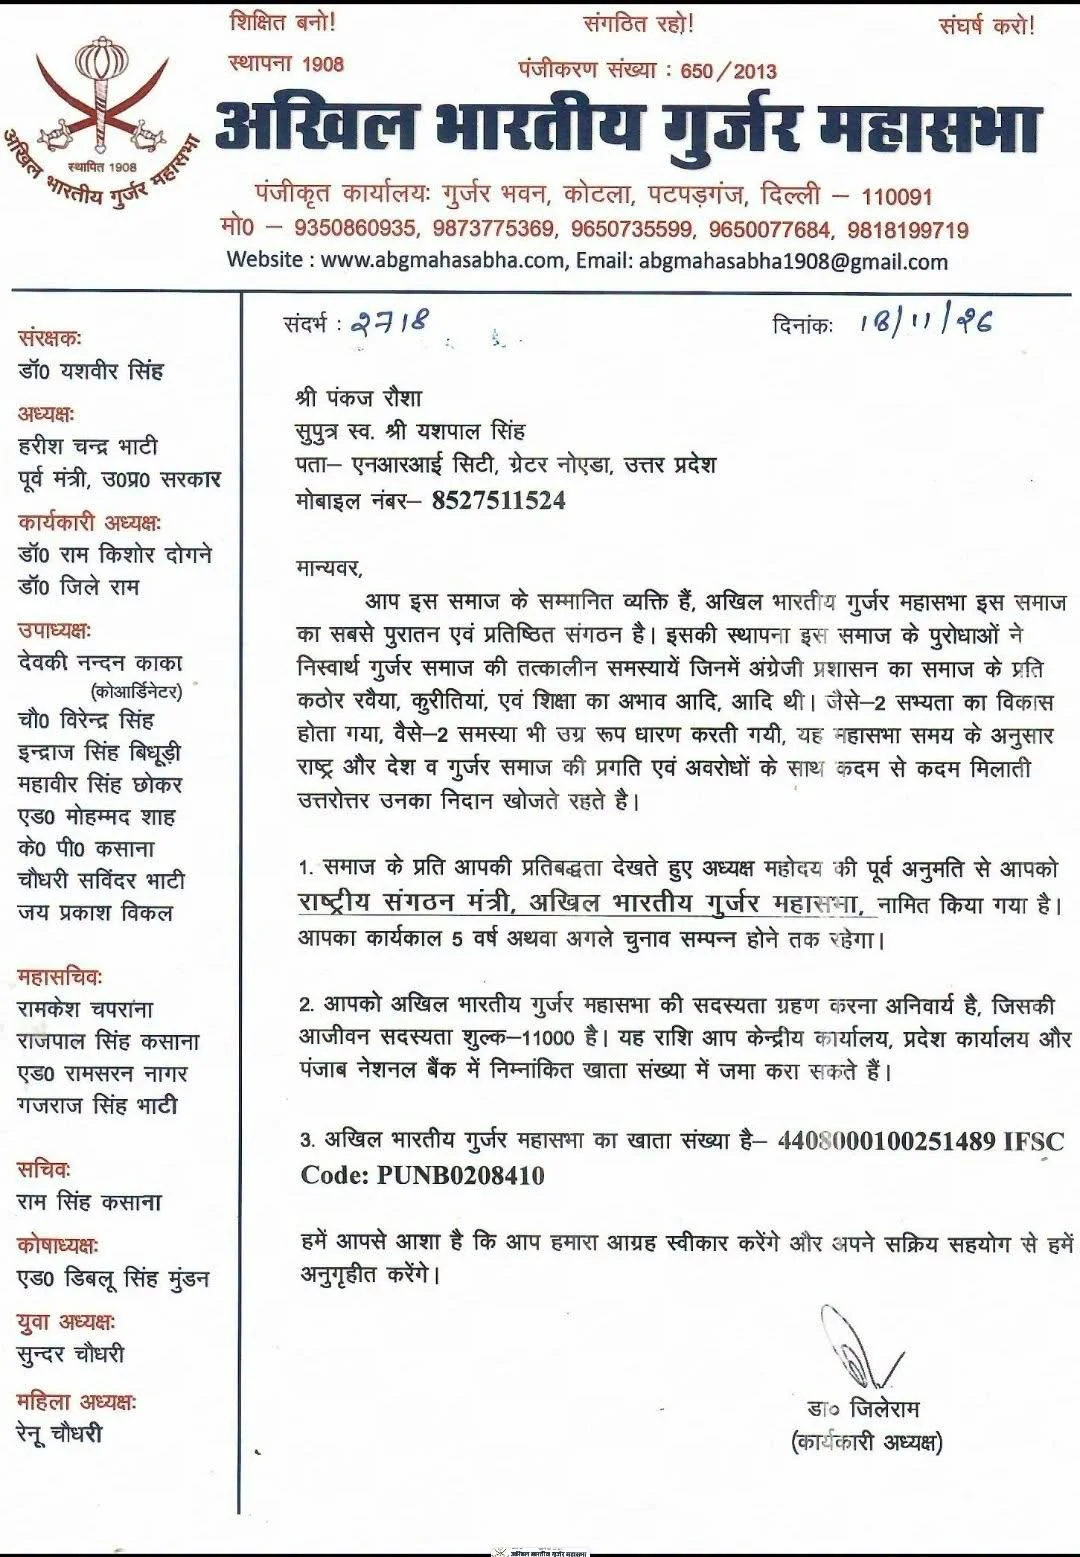 शिक्षित बनो! संगठित रहो! संघर्ष करो!
स्थापना 1908 पंजीकरण संख्या : 650/2013
अखिल भारतीय गुर्जर महासभा
स्थापित 1908
अखिल भारतीय गुर्जर महासभा
पंजीकृत कार्यालयः गुर्जर भवन, कोटला, पटपड़गंज, दिल्ली – 110091
मो0 – 9350860935, 9873775369, 9650735599, 9650077684, 9818199719
Website : www.abgmahasabha.com, Email: abgmahasabha1908@gmail.com
संरक्षकः
डॉ0 यशवीर सिंह
अध्यक्षः
हरीश चन्द्र भाटी
पूर्व मंत्री, उ0प्र0 सरकार
कार्यकारी अध्यक्षः
डॉ0 राम किशोर दोगने
डॉ0 जिले राम
उपाध्यक्षः
देवकी नन्दन काका
(कोआर्डिनेटर)
चौ0 विरेन्द्र सिंह
इन्द्राज सिंह बिधूड़ी
महावीर सिंह छोकर
एड0 मोहम्मद शाह
के0 पी0 कसाना
चौधरी सविंदर भाटी
जय प्रकाश विकल
महासचिवः
रामकेश चपराना
राजपाल सिंह कसाना
एड0 रामसरन नागर
गजराज सिंह भाटी
सचिवः
राम सिंह कसाना
कोषाध्यक्षः
एड0 डिबलू सिंह मुंडन
युवा अध्यक्षः
सुन्दर चौधरी
महिला अध्यक्षः
रेनू चौधरी
संदर्भ : 2718 दिनांकः 18/11/26
श्री पंकज रौशा
सुपुत्र स्व. श्री यशपाल सिंह
पता– एनआरआई सिटी, ग्रेटर नोएडा, उत्तर प्रदेश
मोबाइल नंबर– 8527511524
मान्यवर,
आप इस समाज के सम्मानित व्यक्ति हैं, अखिल भारतीय गुर्जर महासभा इस समाज
का सबसे पुरातन एवं प्रतिष्ठित संगठन है। इसकी स्थापना इस समाज के पुरोधाओं ने
निस्वार्थ गुर्जर समाज की तत्कालीन समस्यायें जिनमें अंग्रेजी प्रशासन का समाज के प्रति
कठोर रवैया, कुरीतियां, एवं शिक्षा का अभाव आदि, आदि थी। जैसे–2 सभ्यता का विकास
होता गया, वैसे–2 समस्या भी उग्र रूप धारण करती गयी, यह महासभा समय के अनुसार
राष्ट्र और देश व गुर्जर समाज की प्रगति एवं अवरोधों के साथ कदम से कदम मिलाती
उत्तरोत्तर उनका निदान खोजते रहते है।
1. समाज के प्रति आपकी प्रतिबद्धता देखते हुए अध्यक्ष महोदय की पूर्व अनुमति से आपको
राष्ट्रीय संगठन मंत्री, अखिल भारतीय गुर्जर महासभा, नामित किया गया है।
आपका कार्यकाल 5 वर्ष अथवा अगले चुनाव सम्पन्न होने तक रहेगा।
2. आपको अखिल भारतीय गुर्जर महासभा की सदस्यता ग्रहण करना अनिवार्य है, जिसकी
आजीवन सदस्यता शुल्क–11000 है। यह राशि आप केन्द्रीय कार्यालय, प्रदेश कार्यालय और
पंजाब नेशनल बैंक में निम्नांकित खाता संख्या में जमा करा सकते हैं।
3. अखिल भारतीय गुर्जर महासभा का खाता संख्या है– 4408000100251489 IFSC
Code: PUNB0208410
हमें आपसे आशा है कि आप हमारा आग्रह स्वीकार करेंगे और अपने सक्रिय सहयोग से हमें
अनुगृहीत करेंगे।
डा० जिलेराम
(कार्यकारी अध्यक्ष)
अखिल भारतीय गुर्जर महासभा